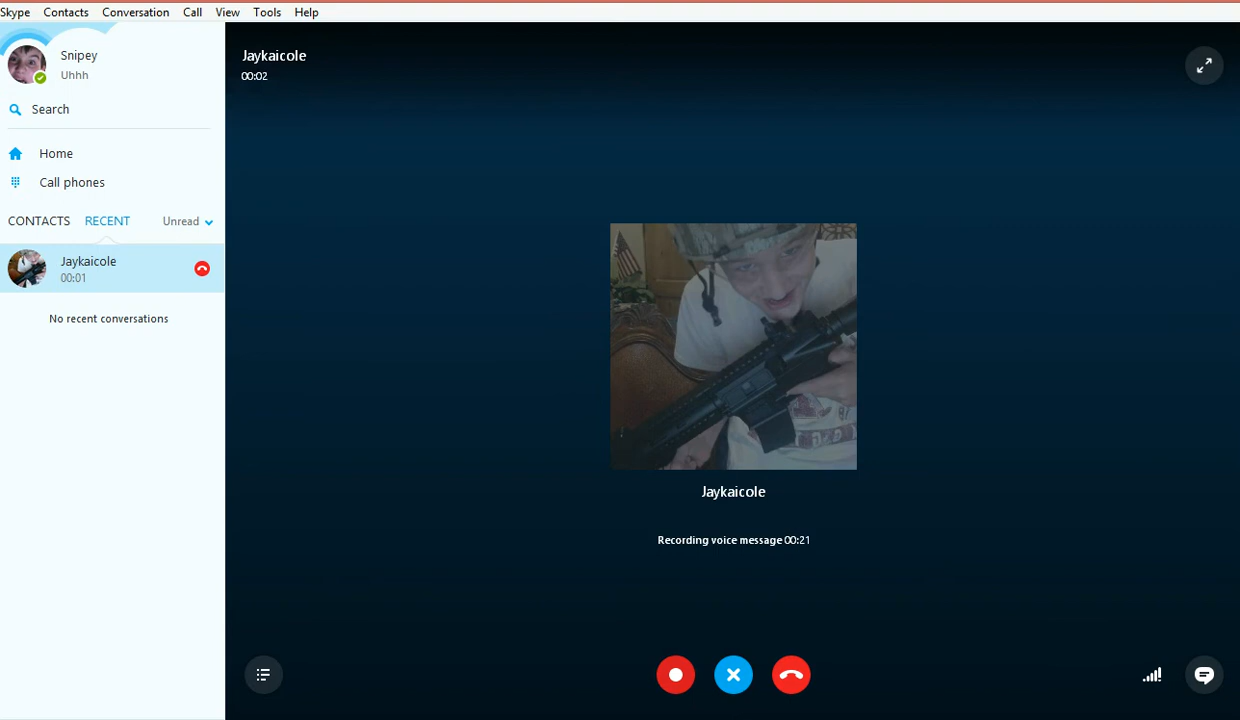 Skype Contacts Conversation Call View Tools Help
Snipey
Uhhh
Search
Home
Call phones
CONTACTS RECENT Unread
Jaykaicole
00:01
No recent conversations
Jaykaicole
00:02
Jaykaicole
Recording voice message 00:21